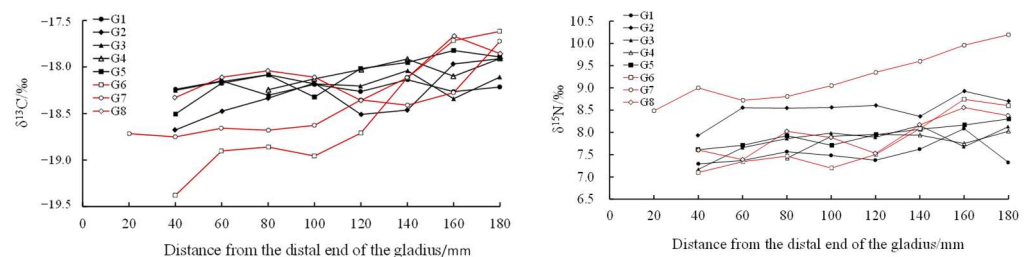 −17.5
−18.0
−18.5
−19.0
−19.5
δ13C/‰
G1
G2
G3
G4
G5
G6
G7
G8
0 20 40 60 80 100 120 140 160 180
Distance from the distal end of the gladius/mm
10.5
10.0
9.5
9.0
8.5
8.0
7.5
7.0
6.5
δ15N/‰
G1
G2
G3
G4
G5
G6
G7
G8
0 20 40 60 80 100 120 140 160 180
Distance from the distal end of the gladius/mm